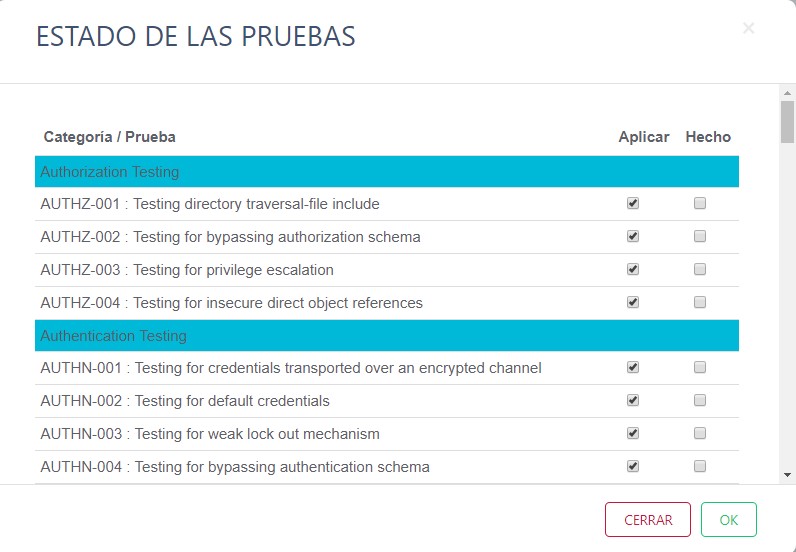 ESTADO DE LAS PRUEBAS
×
Categoría / Prueba Aplicar Hecho
Authorization Testing
AUTHZ-001 : Testing directory traversal-file include
AUTHZ-002 : Testing for bypassing authorization schema
AUTHZ-003 : Testing for privilege escalation
AUTHZ-004 : Testing for insecure direct object references
Authentication Testing
AUTHN-001 : Testing for credentials transported over an encrypted channel
AUTHN-002 : Testing for default credentials
AUTHN-003 : Testing for weak lock out mechanism
AUTHN-004 : Testing for bypassing authentication schema
CERRAR OK